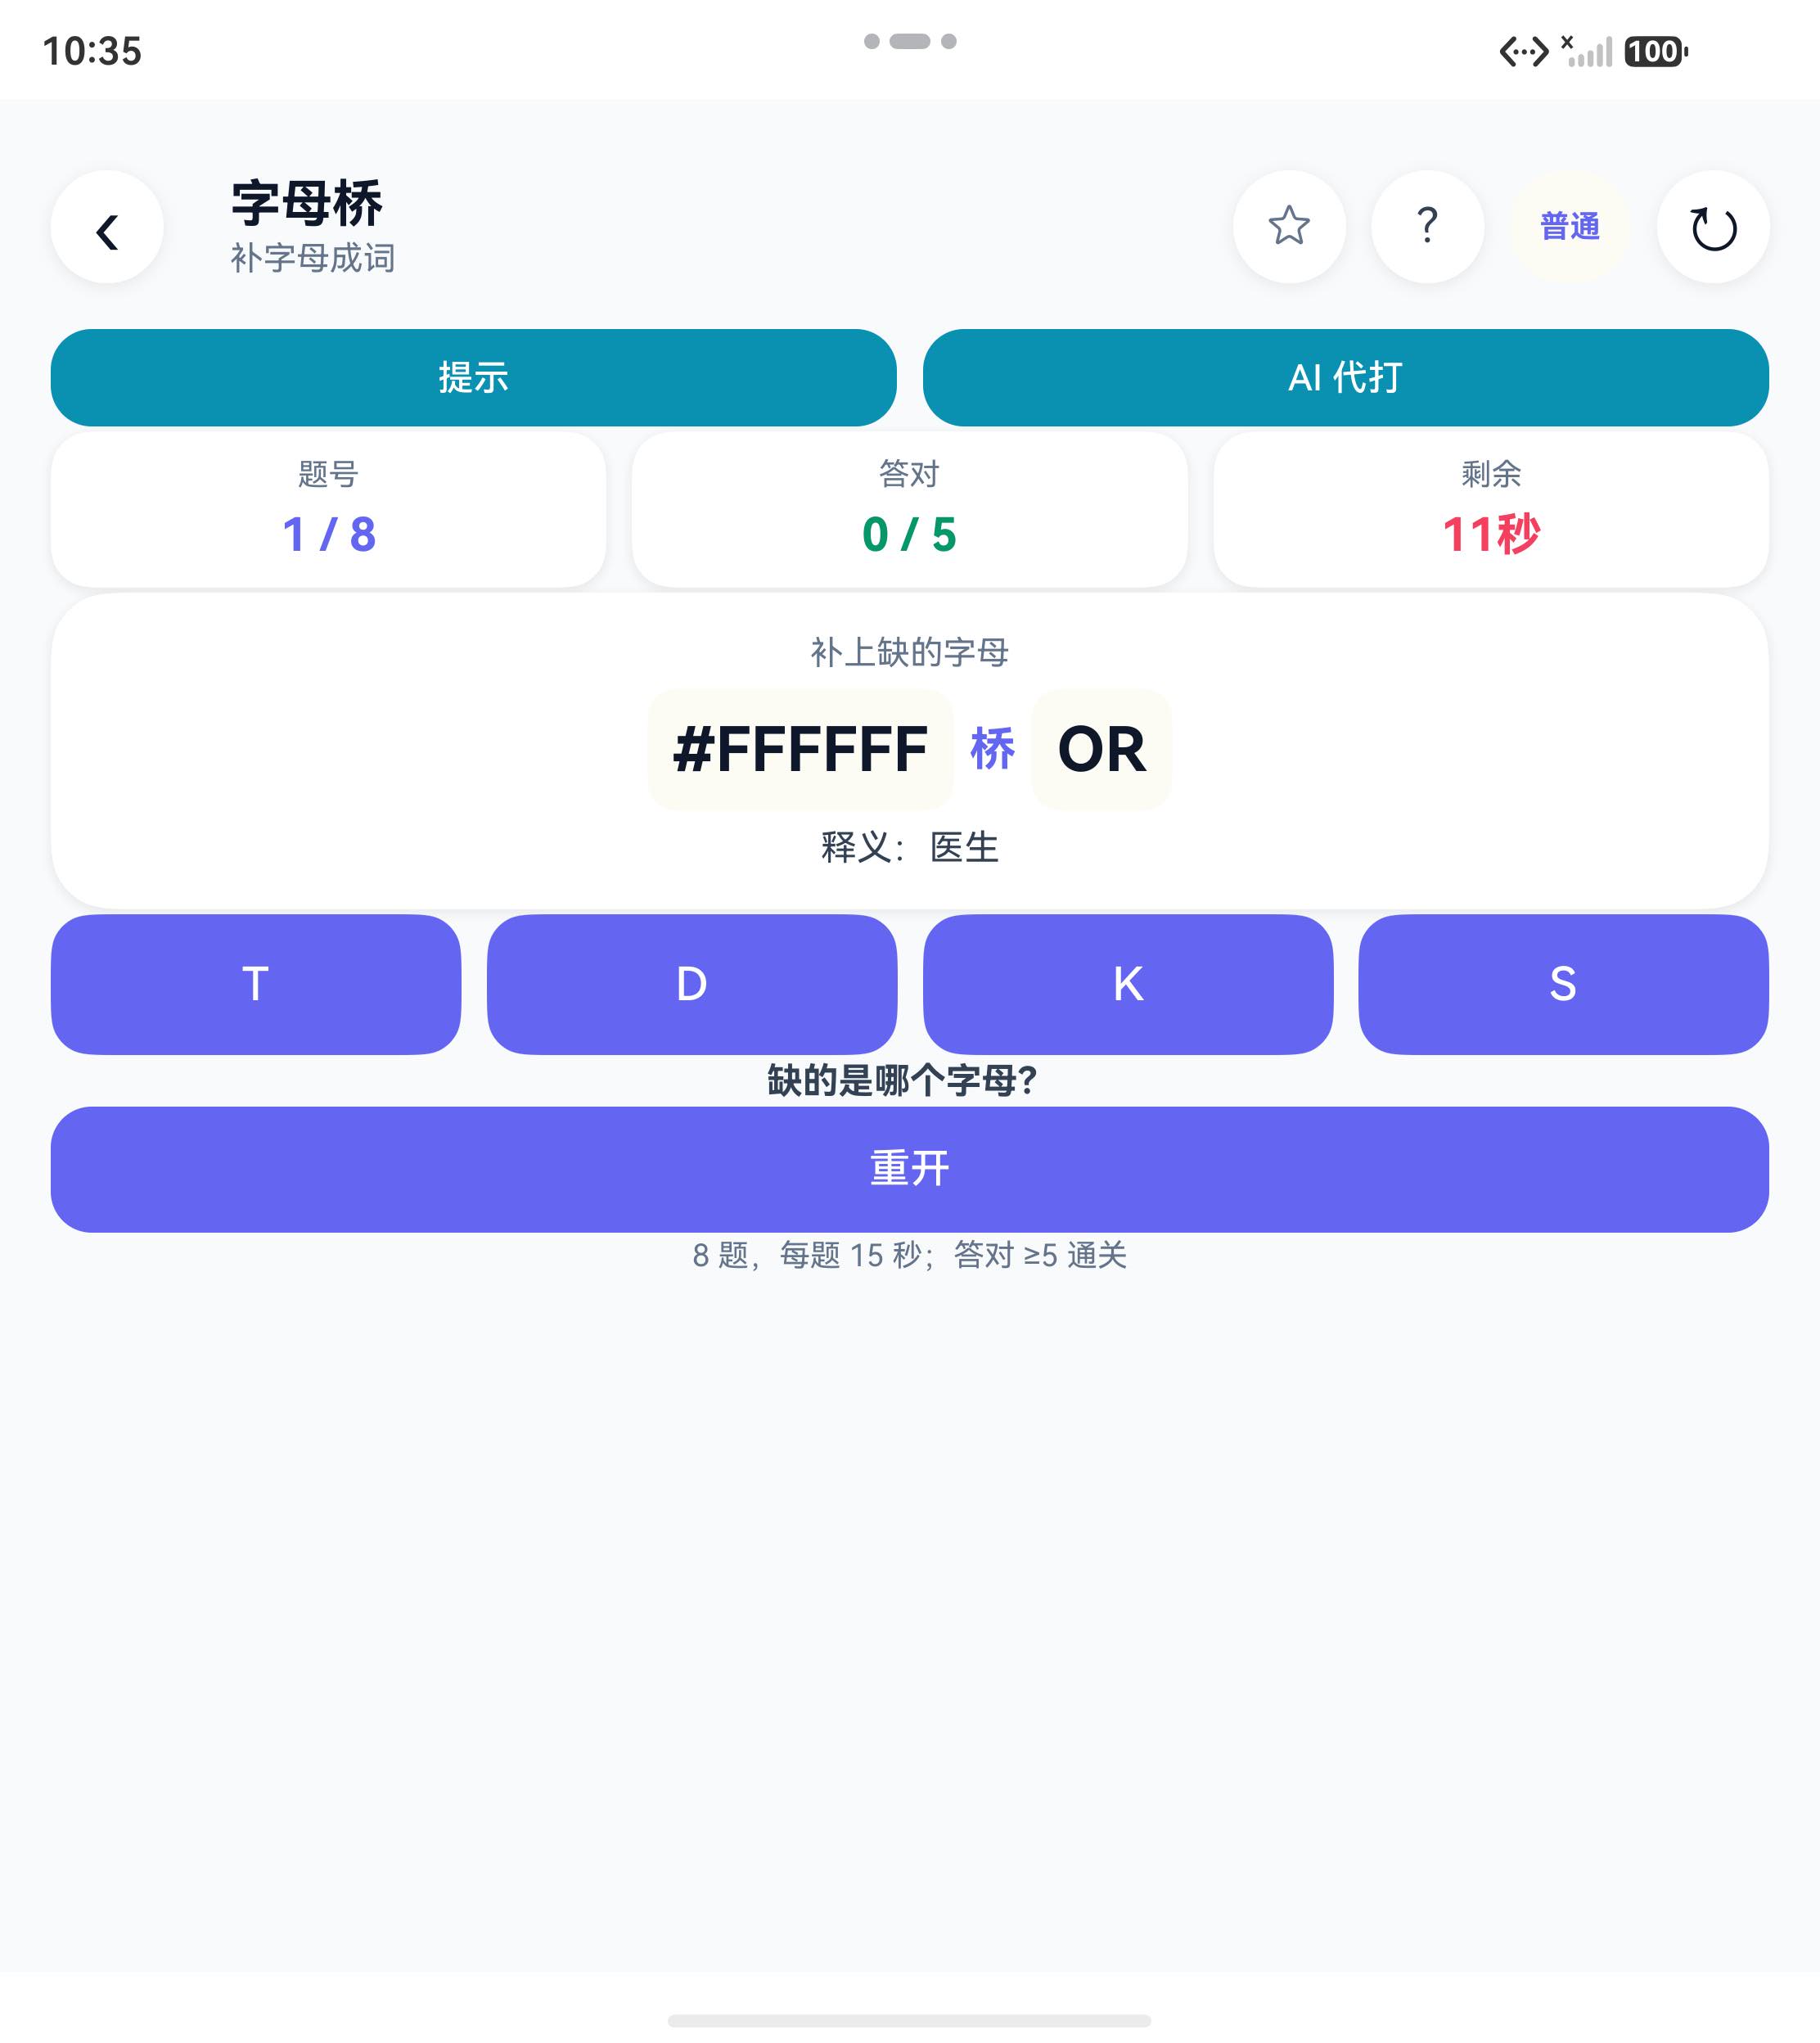 10:35
100
字母桥
补字母成词
?
普通
提示
AI 代打
题号
答对
剩余
1 / 8
0 / 5
11秒
补上缺的字母
#FFFFFF 桥 OR
释义：医生
T
D
K
S
缺的是哪个字母?
重开
8 题，每题 15 秒；答对 ≥5 通关